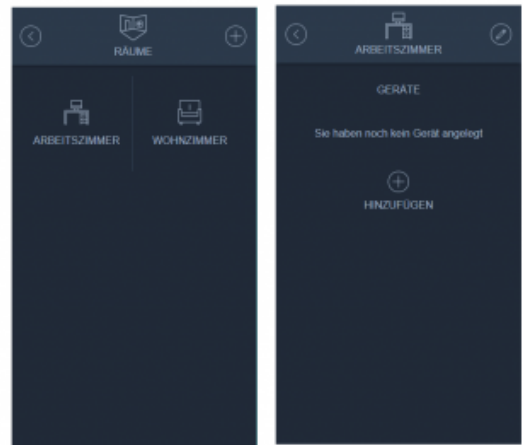 RÄUME
ARBEITSZIMMER
WOHNZIMMER
ARBEITSZIMMER
GERÄTE
Sie haben noch kein Gerät angelegt
HINZUFÜGEN